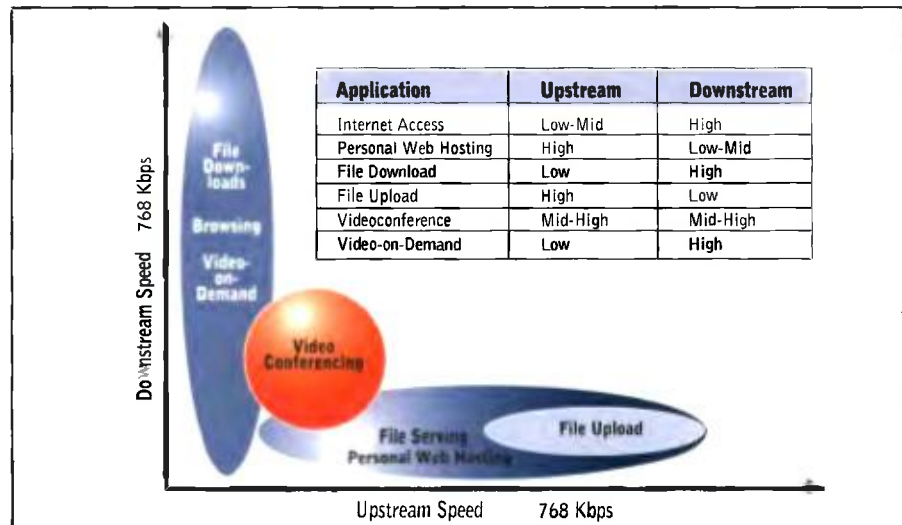 Application Upstream Downstream
Internet Access Low-Mid High
Personal Web Hosting High Low-Mid
File Download Low High
File Upload High Low
Videoconference Mid-High Mid-High
Video-on-Demand Low High
File
Down-
loads
Browsing
Video-
on-
Demand
Video
Conferencing
File Serving
Personal Web Hosting
File Upload
Downstream Speed 768 Kbps
Upstream Speed 768 Kbps